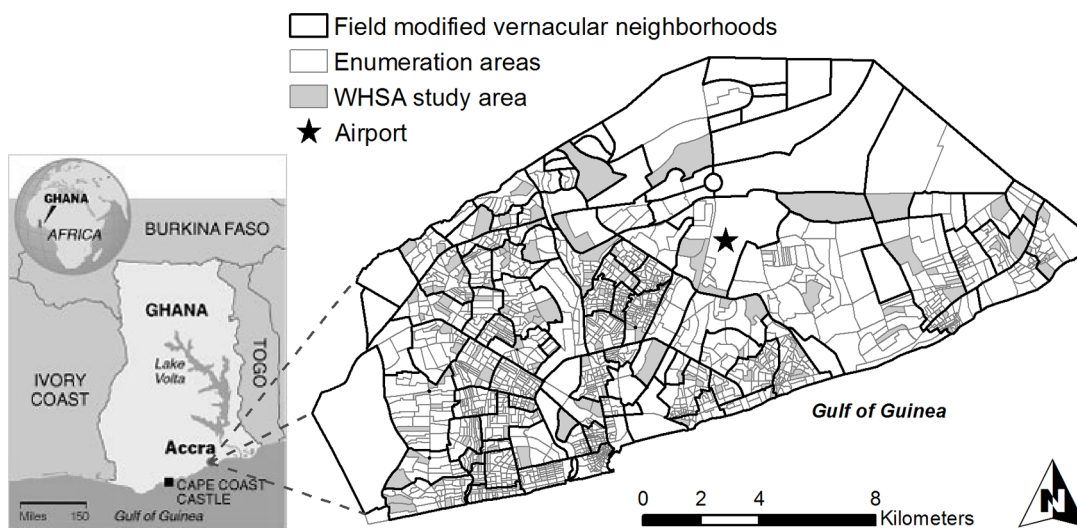 Field modified vernacular neighborhoods
Enumeration areas
WHSA study area
Airport
GHANA
AFRICA
BURKINA FASO
GHANA
Lake
Volta
IVORY
COAST
TOGO
Accra
CAPE COAST
CASTLE
Miles 150
Gulf of Guinea
Gulf of Guinea
0 2 4 8
Kilometers
N